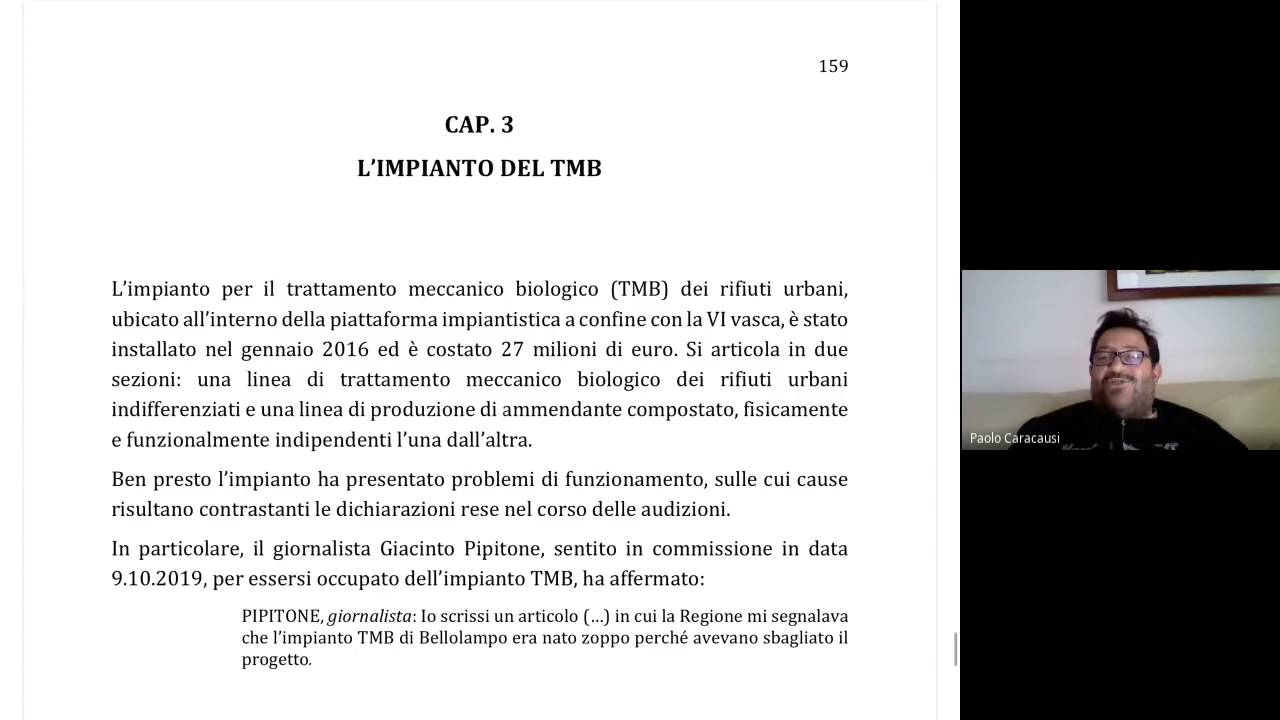 159
CAP. 3
L’IMPIANTO DEL TMB
L’impianto per il trattamento meccanico biologico (TMB) dei rifiuti urbani,
ubicato all’interno della piattaforma impiantistica a confine con la VI vasca, è stato
installato nel gennaio 2016 ed è costato 27 milioni di euro. Si articola in due
sezioni: una linea di trattamento meccanico biologico dei rifiuti urbani
indifferenziati e una linea di produzione di ammendante compostato, fisicamente
e funzionalmente indipendenti l’una dall’altra.
Ben presto l’impianto ha presentato problemi di funzionamento, sulle cui cause
risultano contrastanti le dichiarazioni rese nel corso delle audizioni.
In particolare, il giornalista Giacinto Pipitone, sentito in commissione in data
9.10.2019, per essersi occupato dell’impianto TMB, ha affermato:
PIPITONE, giornalista: Io scrissi un articolo (…) in cui la Regione mi segnalava
che l’impianto TMB di Bellolampo era nato zoppo perché avevano sbagliato il
progetto.
Paolo Caracausi